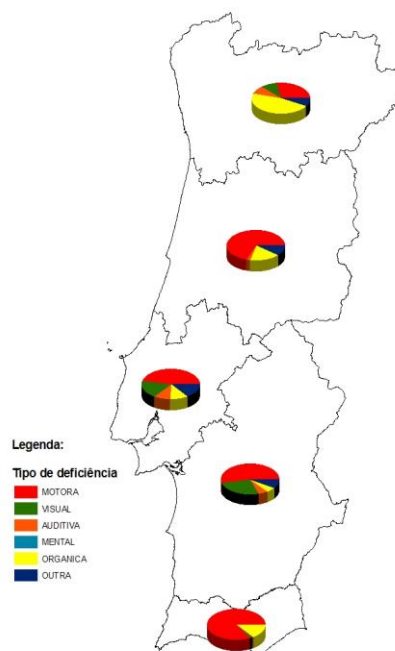 Legenda:
Tipo de deficiência
MOTORA
VISUAL
AUDITIVA
MENTAL
ORGANICA
OUTRA